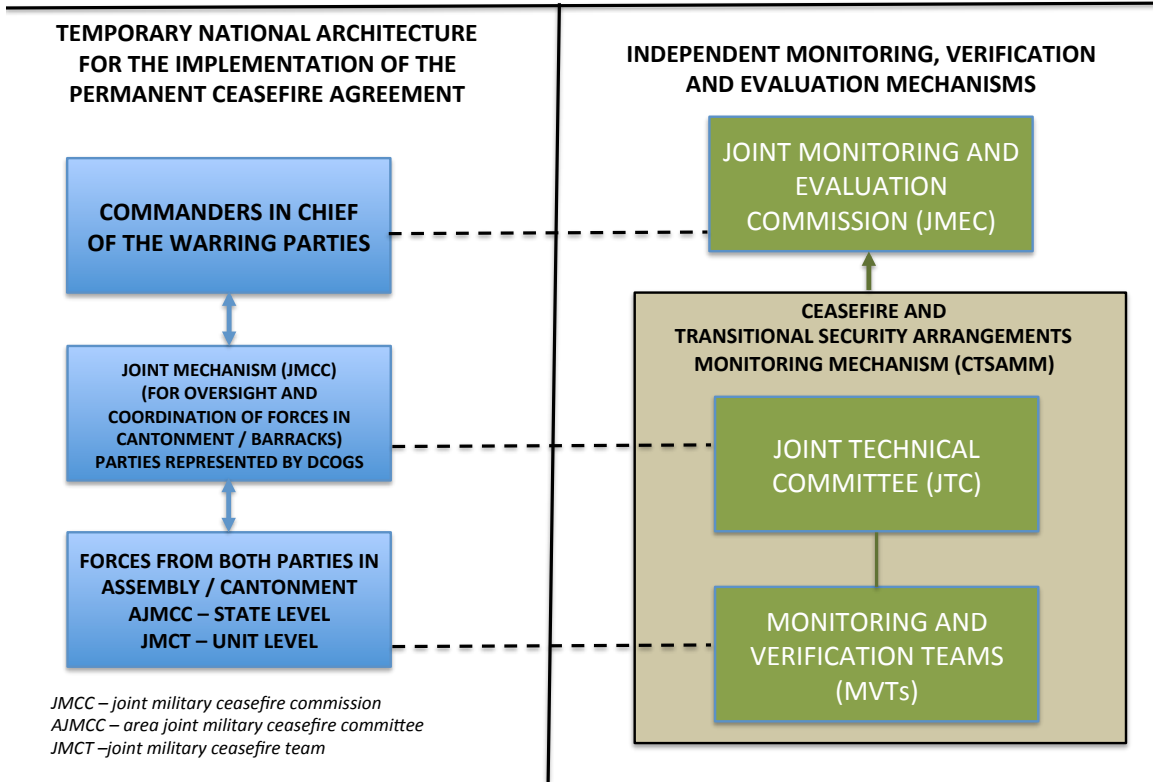 TEMPORARY NATIONAL ARCHITECTURE
FOR THE IMPLEMENTATION OF THE
PERMANENT CEASEFIRE AGREEMENT
COMMANDERS IN CHIEF
OF THE WARRING PARTIES
JOINT MECHANISM (JMCC)
(FOR OVERSIGHT AND
COORDINATION OF FORCES IN
CANTONMENT / BARRACKS)
PARTIES REPRESENTED BY DCOGS
FORCES FROM BOTH PARTIES IN
ASSEMBLY / CANTONMENT
AJMCC – STATE LEVEL
JMCT – UNIT LEVEL
JMCC – joint military ceasefire commission
AJMCC – area joint military ceasefire committee
JMCT –joint military ceasefire team
INDEPENDENT MONITORING, VERIFICATION
AND EVALUATION MECHANISMS
JOINT MONITORING AND
EVALUATION
COMMISSION (JMEC)
CEASEFIRE AND
TRANSITIONAL SECURITY ARRANGEMENTS
MONITORING MECHANISM (CTSAMM)
JOINT TECHNICAL
COMMITTEE (JTC)
MONITORING AND
VERIFICATION TEAMS
(MVTs)